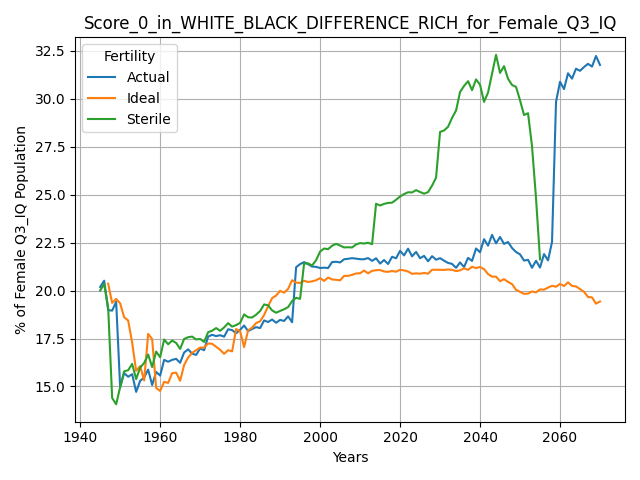 Score_0_in_WHITE_BLACK_DIFFERENCE_RICH_for_Female_Q3_IQ
32.5
30.0
27.5
25.0
22.5
20.0
17.5
15.0
% of Female Q3_IQ Population
Fertility
Actual
Ideal
Sterile
1940
1960
1980
2000
2020
2040
2060
Years